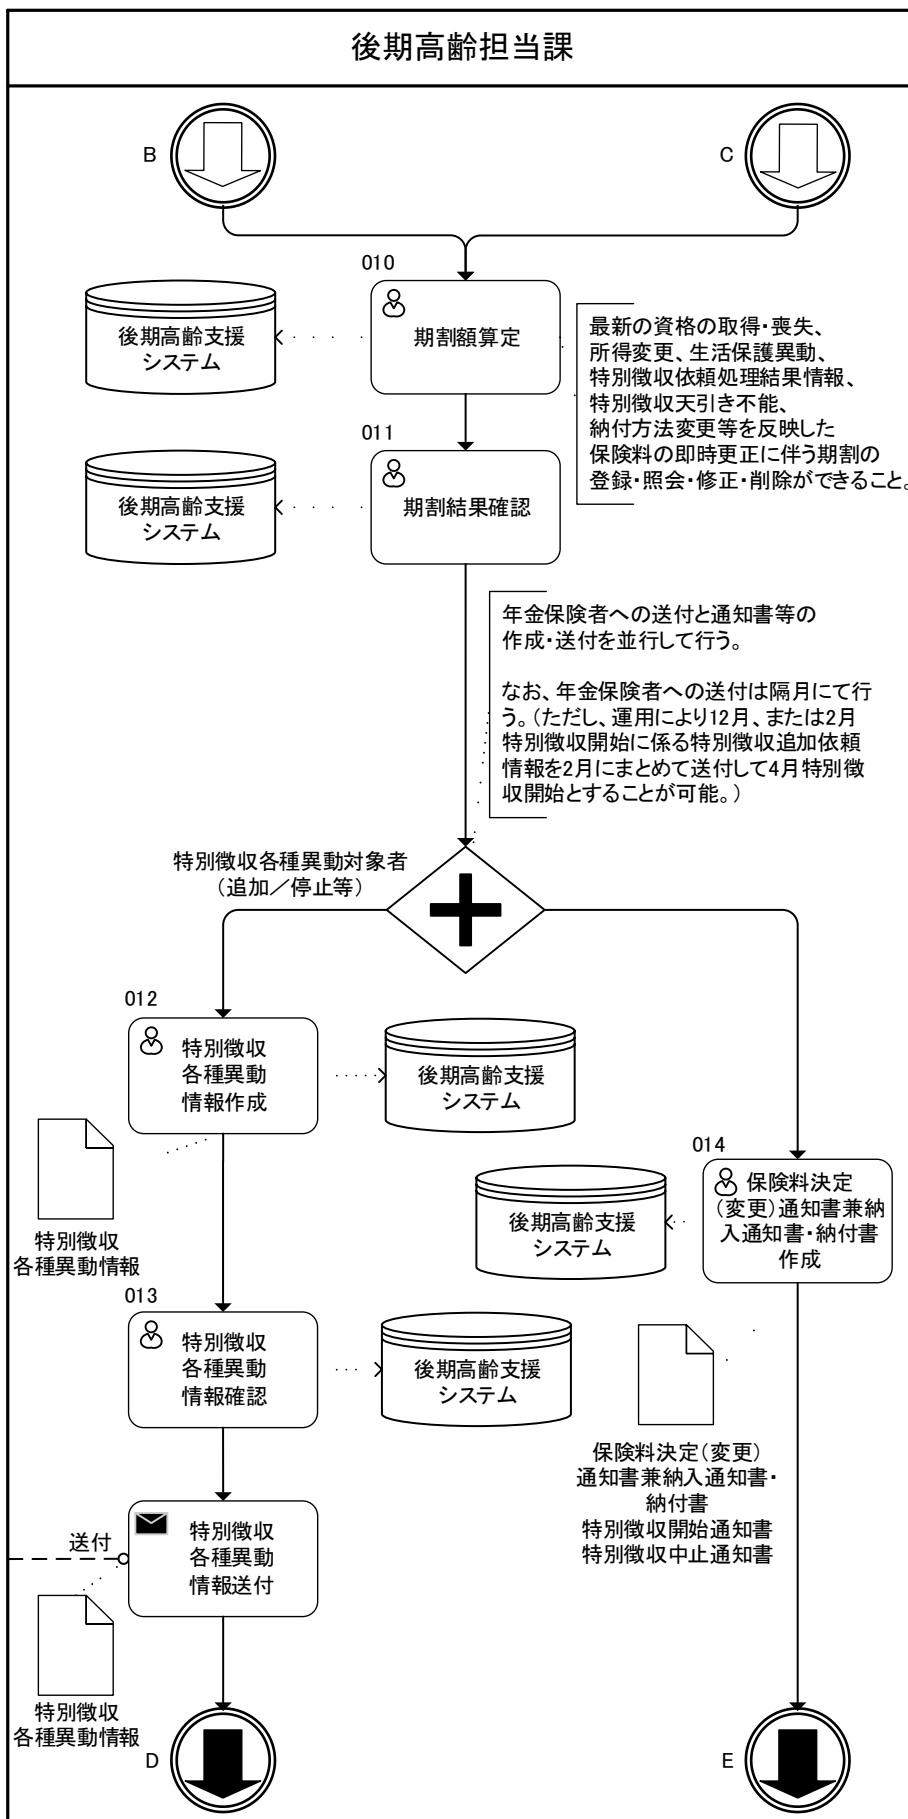 後期高齢担当課
B
C
010
期割額算定
後期高齢支援
システム
最新の資格の取得・喪失、
所得変更、生活保護異動、
特別徴収依頼処理結果情報、
特別徴収天引き不能、
納付方法変更等を反映した
保険料の即時更正に伴う期割の
登録・照会・修正・削除ができること。
011
期割結果確認
後期高齢支援
システム
年金保険者への送付と通知書等の
作成・送付を並行して行う。
なお、年金保険者への送付は隔月にて行
う。(ただし、運用により12月、または2月
特別徴収開始に係る特別徴収追加依頼
情報を2月にまとめて送付して4月特別徴
収開始とすることが可能。)
特別徴収各種異動対象者
(追加／停止等)
012
特別徴収
各種異動
情報作成
後期高齢支援
システム
特別徴収
各種異動情報
014
保険料決定
(変更)通知書兼納
入通知書・納付書
作成
後期高齢支援
システム
013
特別徴収
各種異動
情報確認
後期高齢支援
システム
保険料決定(変更)
通知書兼納入通知書・
納付書
特別徴収開始通知書
特別徴収中止通知書
特別徴収
各種異動
情報送付
送付
特別徴収
各種異動情報
D
E